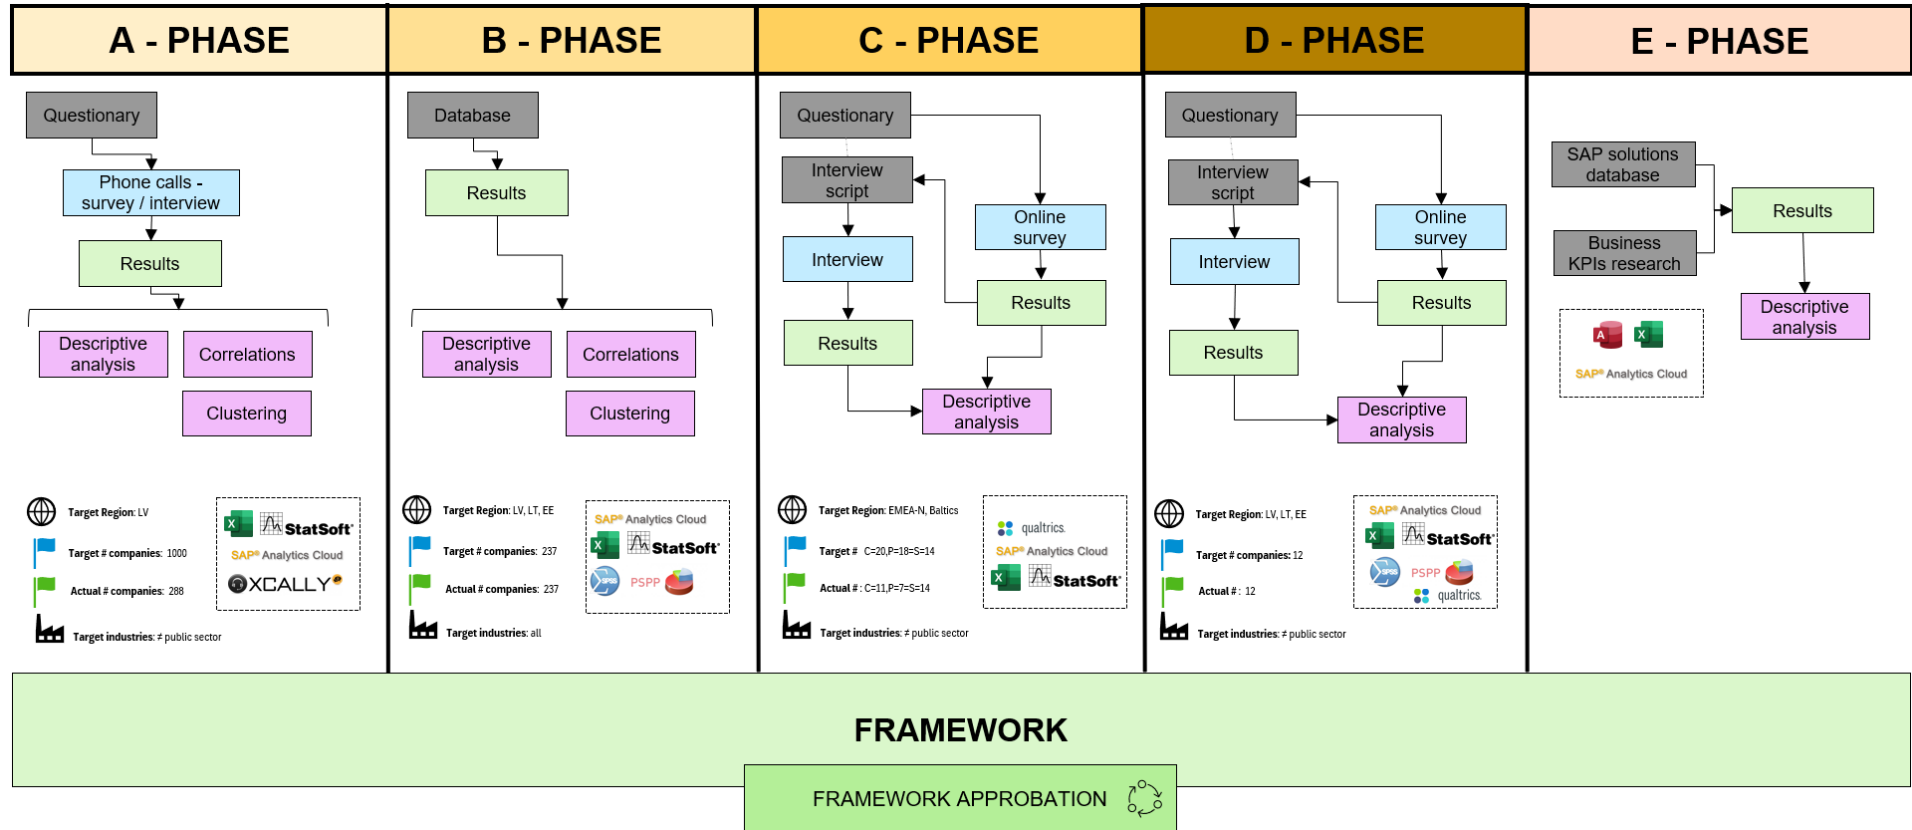 A - PHASE
B - PHASE
C - PHASE
D - PHASE
E - PHASE
Questionary
Phone calls -
survey / interview
Results
Descriptive
analysis
Correlations
Clustering
Target Region: LV
Target # companies: 1000
Actual # companies: 288
Target industries: ≠ public sector
StatSoft®
SAP® Analytics Cloud
XCALLY
Database
Results
Descriptive
analysis
Correlations
Clustering
Target Region: LV, LT, EE
Target # companies: 237
Actual # companies: 237
Target industries: all
SAP® Analytics Cloud
StatSoft®
SPSS
PSPP
Questionary
Interview
script
Interview
Results
Online
survey
Results
Descriptive
analysis
Target Region: EMEA-N, Baltics
Target # C=20,P=18=S=14
Actual # : C=11,P=7=S=14
Target industries: ≠ public sector
qualtrics.
SAP® Analytics Cloud
StatSoft®
Questionary
Interview
script
Interview
Results
Online
survey
Results
Descriptive
analysis
Target Region: LV, LT, EE
Target # companies: 12
Actual # : 12
Target industries: ≠ public sector
SAP® Analytics Cloud
StatSoft®
SPSS
PSPP
qualtrics.
SAP solutions
database
Business
KPIs research
Results
Descriptive
analysis
A
X
SAP® Analytics Cloud
FRAMEWORK
FRAMEWORK APPROBATION